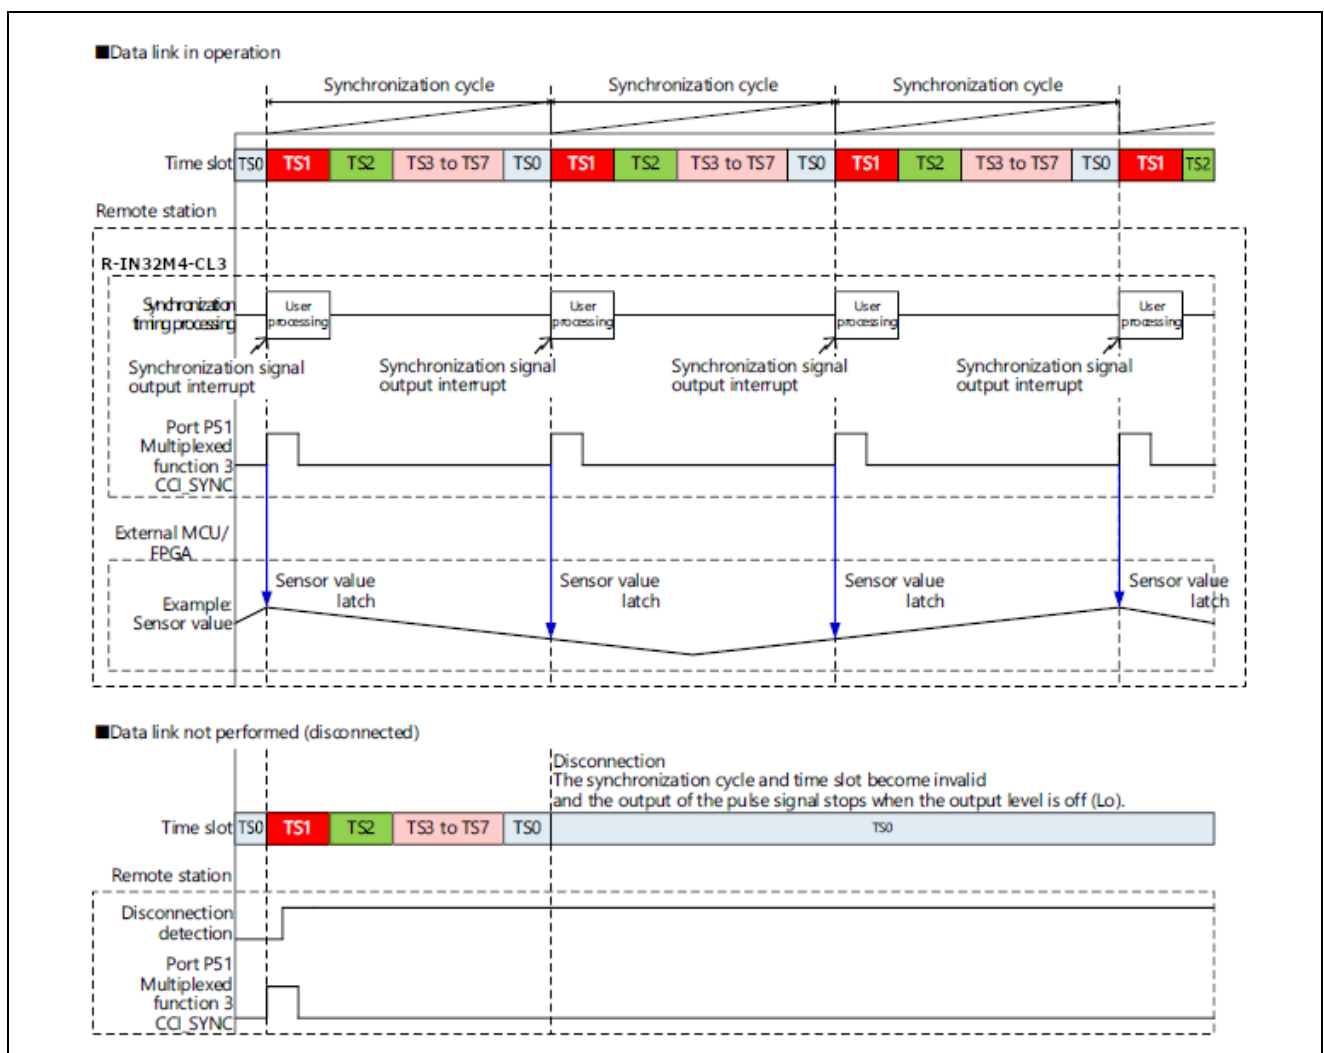 ■Data link in operation
Synchronization cycle Synchronization cycle Synchronization cycle
Time slot TS0 TS1 TS2 TS3 to TS7 TS0 TS1 TS2 TS3 to TS7 TS0 TS1 TS2 TS3 to TS7 TS0 TS1 TS2
Remote station
R-IN32M4-CL3
Synchronization
timing processing
User
processing
User
processing
User
processing
User
processing
Synchronization signal
output interrupt
Synchronization signal
output interrupt
Synchronization signal
output interrupt
Synchronization signal
output interrupt
Port P51
Multiplexed
function 3
CCI_SYNC
External MCU/
FPGA
Example:
Sensor value
Sensor value
latch
Sensor value
latch
Sensor value
latch
Sensor value
latch
■Data link not performed (disconnected)
Disconnection
The synchronization cycle and time slot become invalid
and the output of the pulse signal stops when the output level is off (Lo).
Time slot TS0 TS1 TS2 TS3 to TS7 TS0 TS0
Remote station
Disconnection
detection
Port P51
Multiplexed
function 3
CCI_SYNC